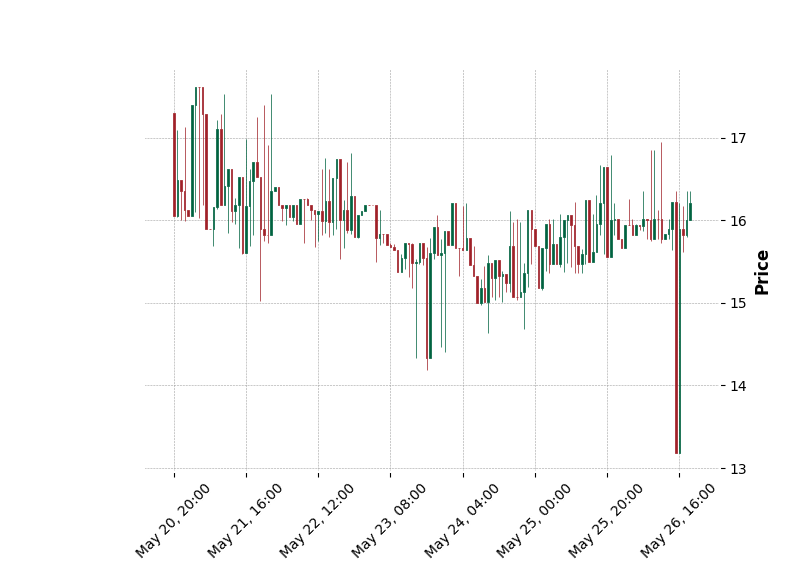 17
16
15
14
13
Price
May 20, 20:00
May 21, 16:00
May 22, 12:00
May 23, 08:00
May 24, 04:00
May 25, 00:00
May 25, 20:00
May 26, 16:00